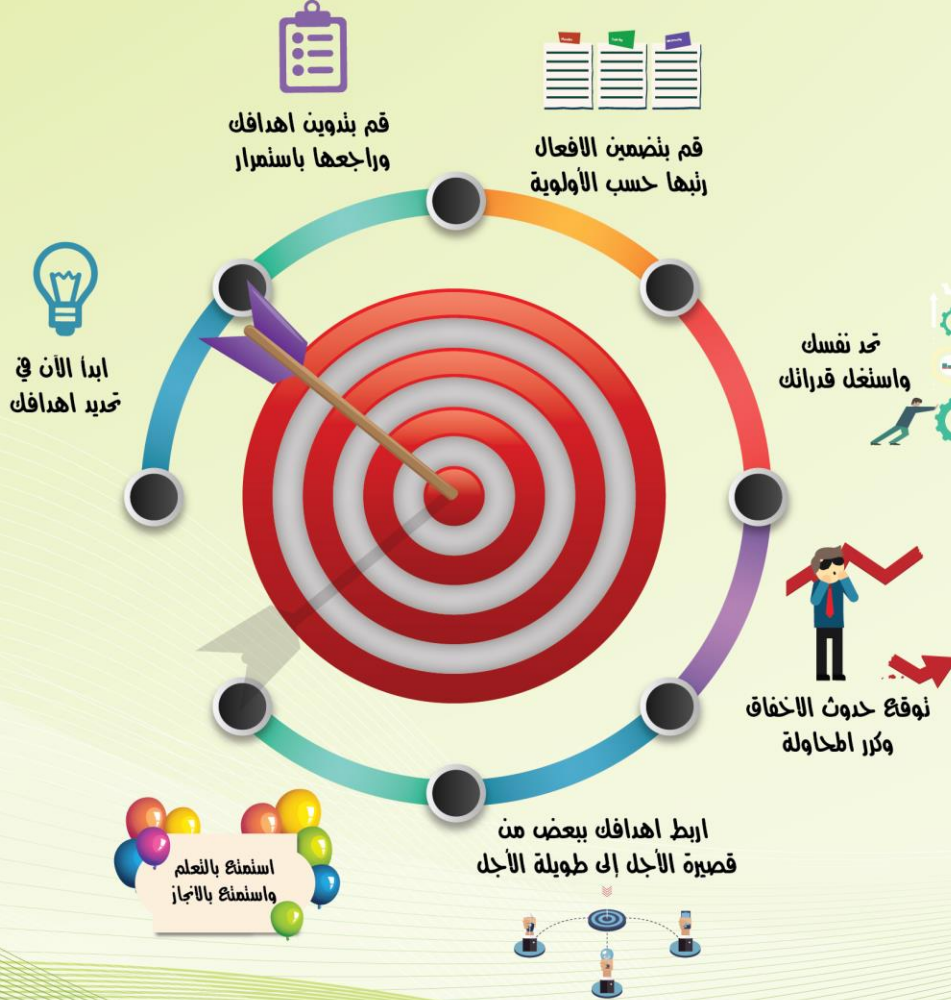 قم بتدوين اهدافك
وراجعها باستمرار
قم بتضمين الافعال
رتبها حسب الأولوية
ابدأ الآن في
تحديد اهدافك
تحد نفسك
واستغل قدراتك
توقع حدوث الاخفاق
وكرر المحاولة
اربط اهدافك ببعض من
قصيرة الأجل إلى طويلة الأجل
استمتع بالتعلم
واستمتع بالانجاز